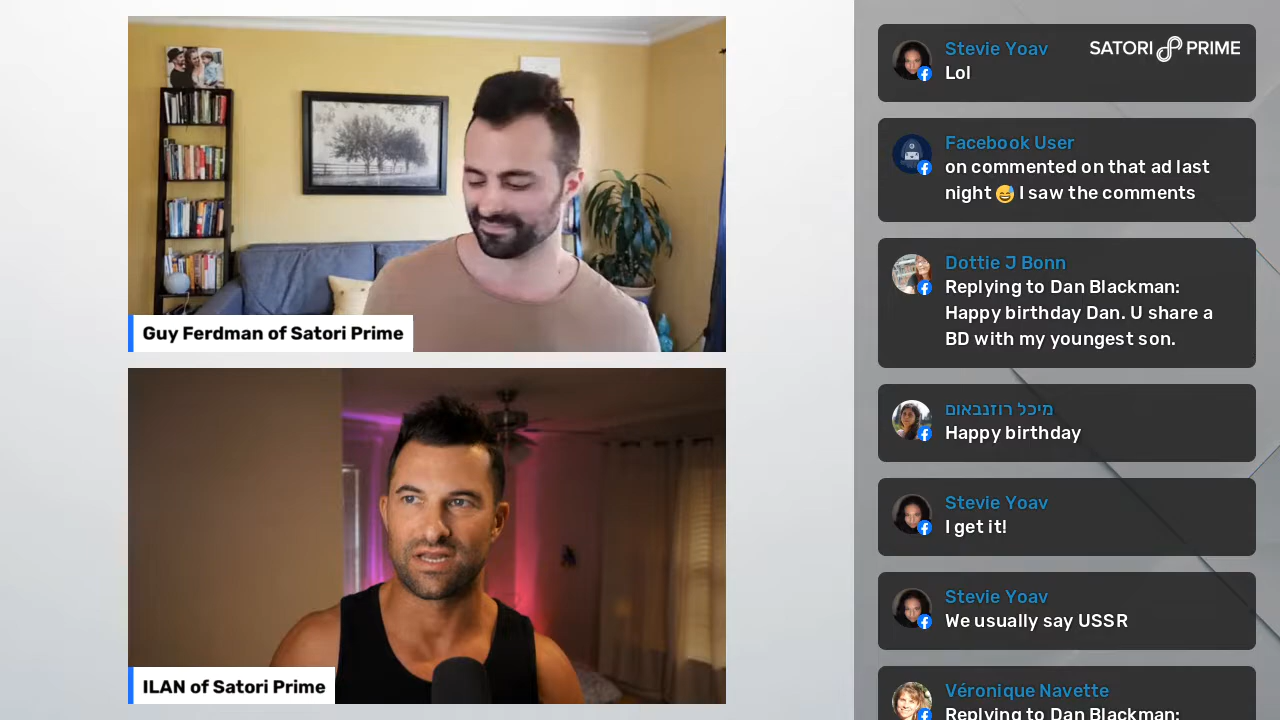 Guy Ferdman of Satori Prime
ILAN of Satori Prime
SATORI PRIME
Stevie Yoav
Lol
Facebook User
on commented on that ad last
night 😅 I saw the comments
Dottie J Bonn
Replying to Dan Blackman:
Happy birthday Dan. U share a
BD with my youngest son.
מיכל רוזנבאום
Happy birthday
Stevie Yoav
I get it!
Stevie Yoav
We usually say USSR
Véronique Navette
Replying to Dan Blackman: